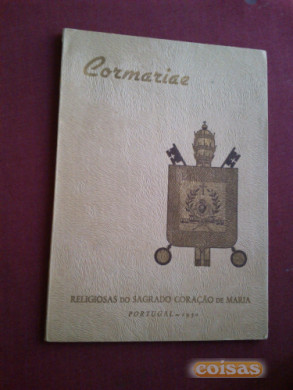 Cormariae
RELIGIOSAS DO SAGRADO CORAÇÃO DE MARIA
PORTUGAL
coisas